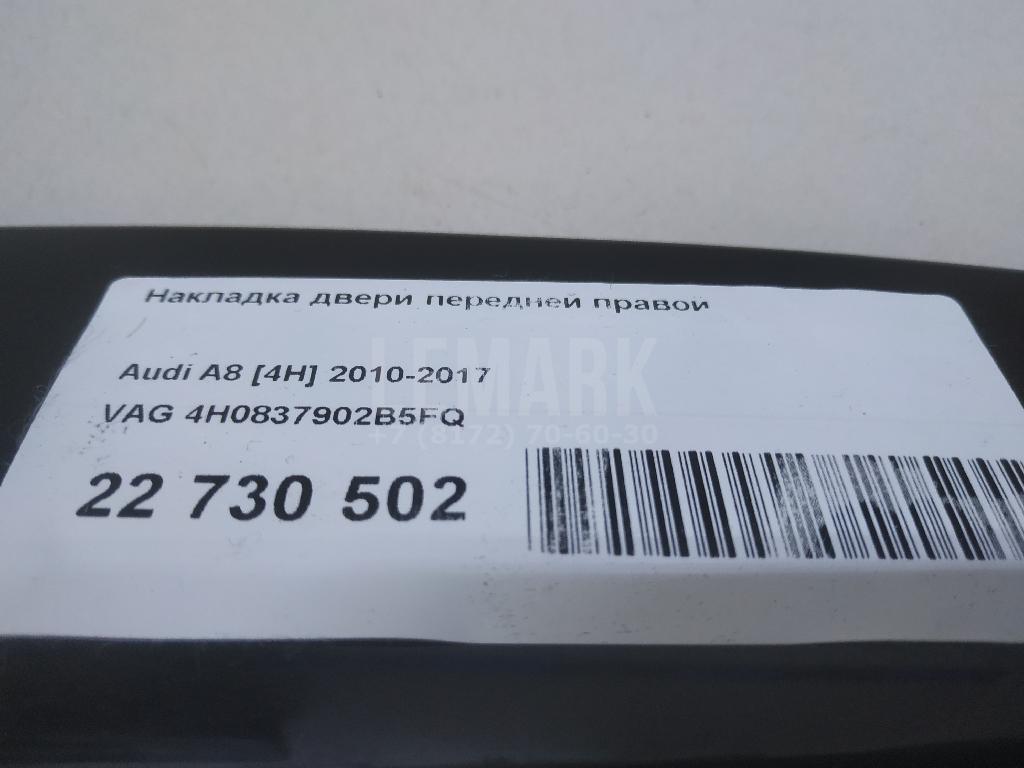 Накладка двери передней правой
LEMARK
Audi A8 [4H] 2010-2017
VAG 4H0837902B5FQ
+7 (8172) 70-60-30
22 730 502